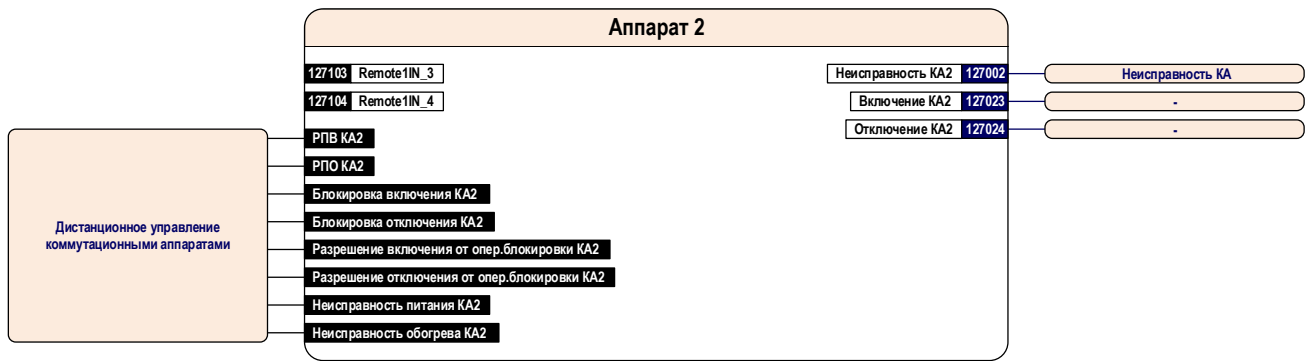 Аппарат 2
127103 Remote1IN_3
127104 Remote1IN_4
Неисправность КА2 127002 Неисправность КА
Включение КА2 127023 -
Отключение КА2 127024 -
Дистанционное управление
коммутационными аппаратами
РПВ КА2
РПО КА2
Блокировка включения КА2
Блокировка отключения КА2
Разрешение включения от опер.блокировки КА2
Разрешение отключения от опер.блокировки КА2
Неисправность питания КА2
Неисправность обогрева КА2